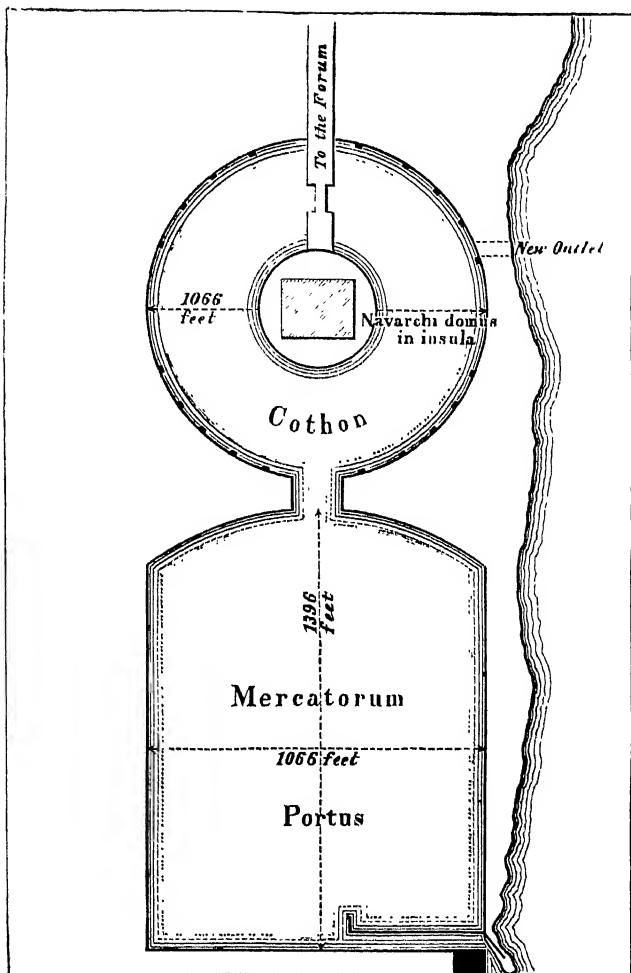 To the Forum
New Outlet
1066
feet
Navarchi domus
in insula
Cothon
1396
feet
Mercatorum
1066 feet
Portus